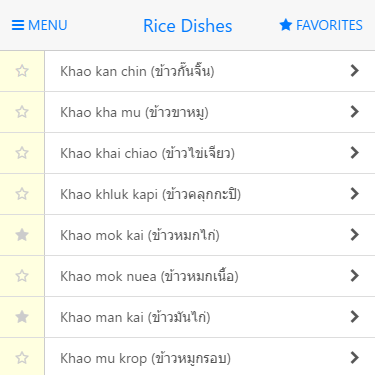 MENU
Rice Dishes
FAVORITES
Khao kan chin (ข้าวกั๊นจิ๊น)
Khao kha mu (ข้าวขาหมู)
Khao khai chiao (ข้าวไข่เจียว)
Khao khluk kapi (ข้าวคลุกกะปิ)
Khao mok kai (ข้าวหมกไก่)
Khao mok nuea (ข้าวหมกเนื้อ)
Khao man kai (ข้าวมันไก่)
Khao mu krop (ข้าวหมูกรอบ)